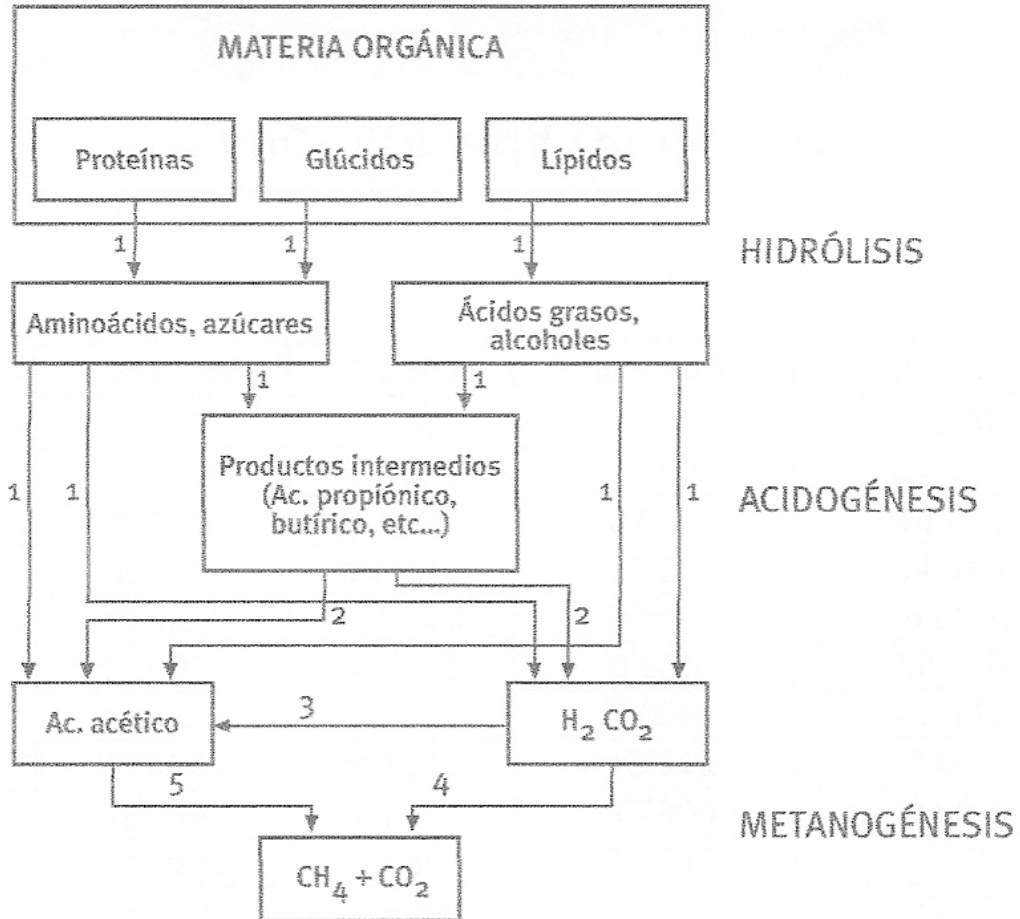 MATERIA ORGÁNICA
Proteínas
Glúcidos
Lípidos
1
1
1
HIDRÓLISIS
Aminoácidos, azúcares
Ácidos grasos,
alcoholes
1
1
Productos intermedios
(Ac. propiónico,
butírico, etc...)
1
1
1
1
ACIDOGÉNESIS
2
2
Ac. acético
3
H₂ CO₂
5
4
METANOGÉNESIS
CH₄ + CO₂